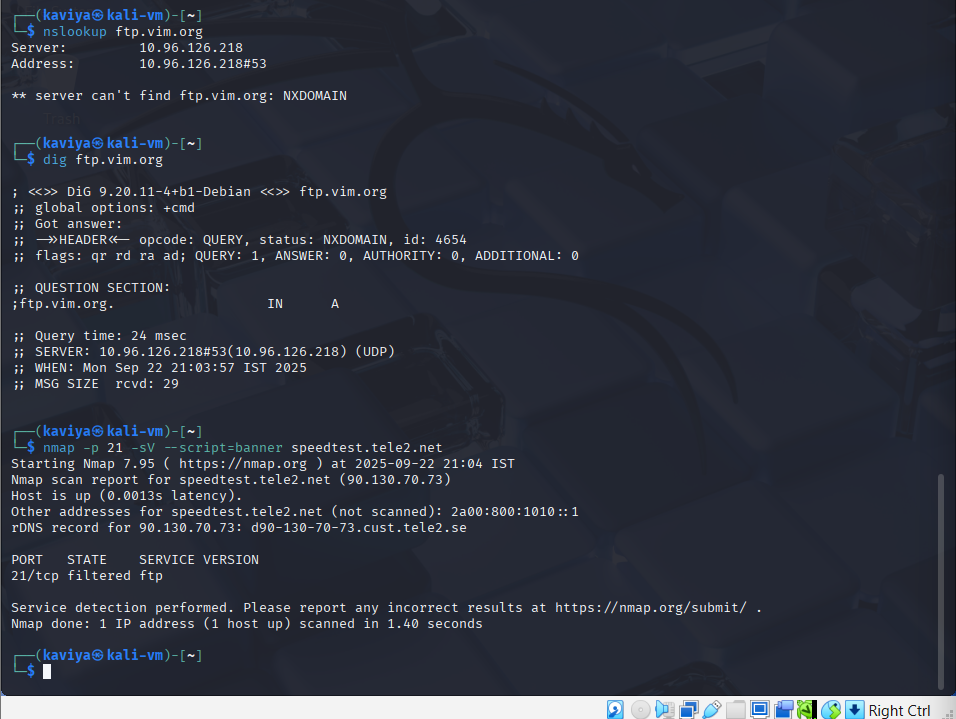 ┌──(kaviya㉿kali-vm)-[~]
└─$ nslookup ftp.vim.org
Server:         10.96.126.218
Address:        10.96.126.218#53
** server can't find ftp.vim.org: NXDOMAIN
Trash
┌──(kaviya㉿kali-vm)-[~]
└─$ dig ftp.vim.org
; <<>> DiG 9.20.11-4+b1-Debian <<>> ftp.vim.org
;; global options: +cmd
;; Got answer:
;; ->>HEADER<<- opcode: QUERY, status: NXDOMAIN, id: 4654
;; flags: qr rd ra ad; QUERY: 1, ANSWER: 0, AUTHORITY: 0, ADDITIONAL: 0
;; QUESTION SECTION:
;ftp.vim.org.                   IN      A
;; Query time: 24 msec
;; SERVER: 10.96.126.218#53(10.96.126.218) (UDP)
;; WHEN: Mon Sep 22 21:03:57 IST 2025
;; MSG SIZE  rcvd: 29
┌──(kaviya㉿kali-vm)-[~]
└─$ nmap -p 21 -sV --script=banner speedtest.tele2.net
Starting Nmap 7.95 ( https://nmap.org ) at 2025-09-22 21:04 IST
Nmap scan report for speedtest.tele2.net (90.130.70.73)
Host is up (0.0013s latency).
Other addresses for speedtest.tele2.net (not scanned): 2a00:800:1010::1
rDNS record for 90.130.70.73: d90-130-70-73.cust.tele2.se
PORT   STATE    SERVICE VERSION
21/tcp filtered ftp
Service detection performed. Please report any incorrect results at https://nmap.org/submit/ .
Nmap done: 1 IP address (1 host up) scanned in 1.40 seconds
┌──(kaviya㉿kali-vm)-[~]
└─$
Right Ctrl